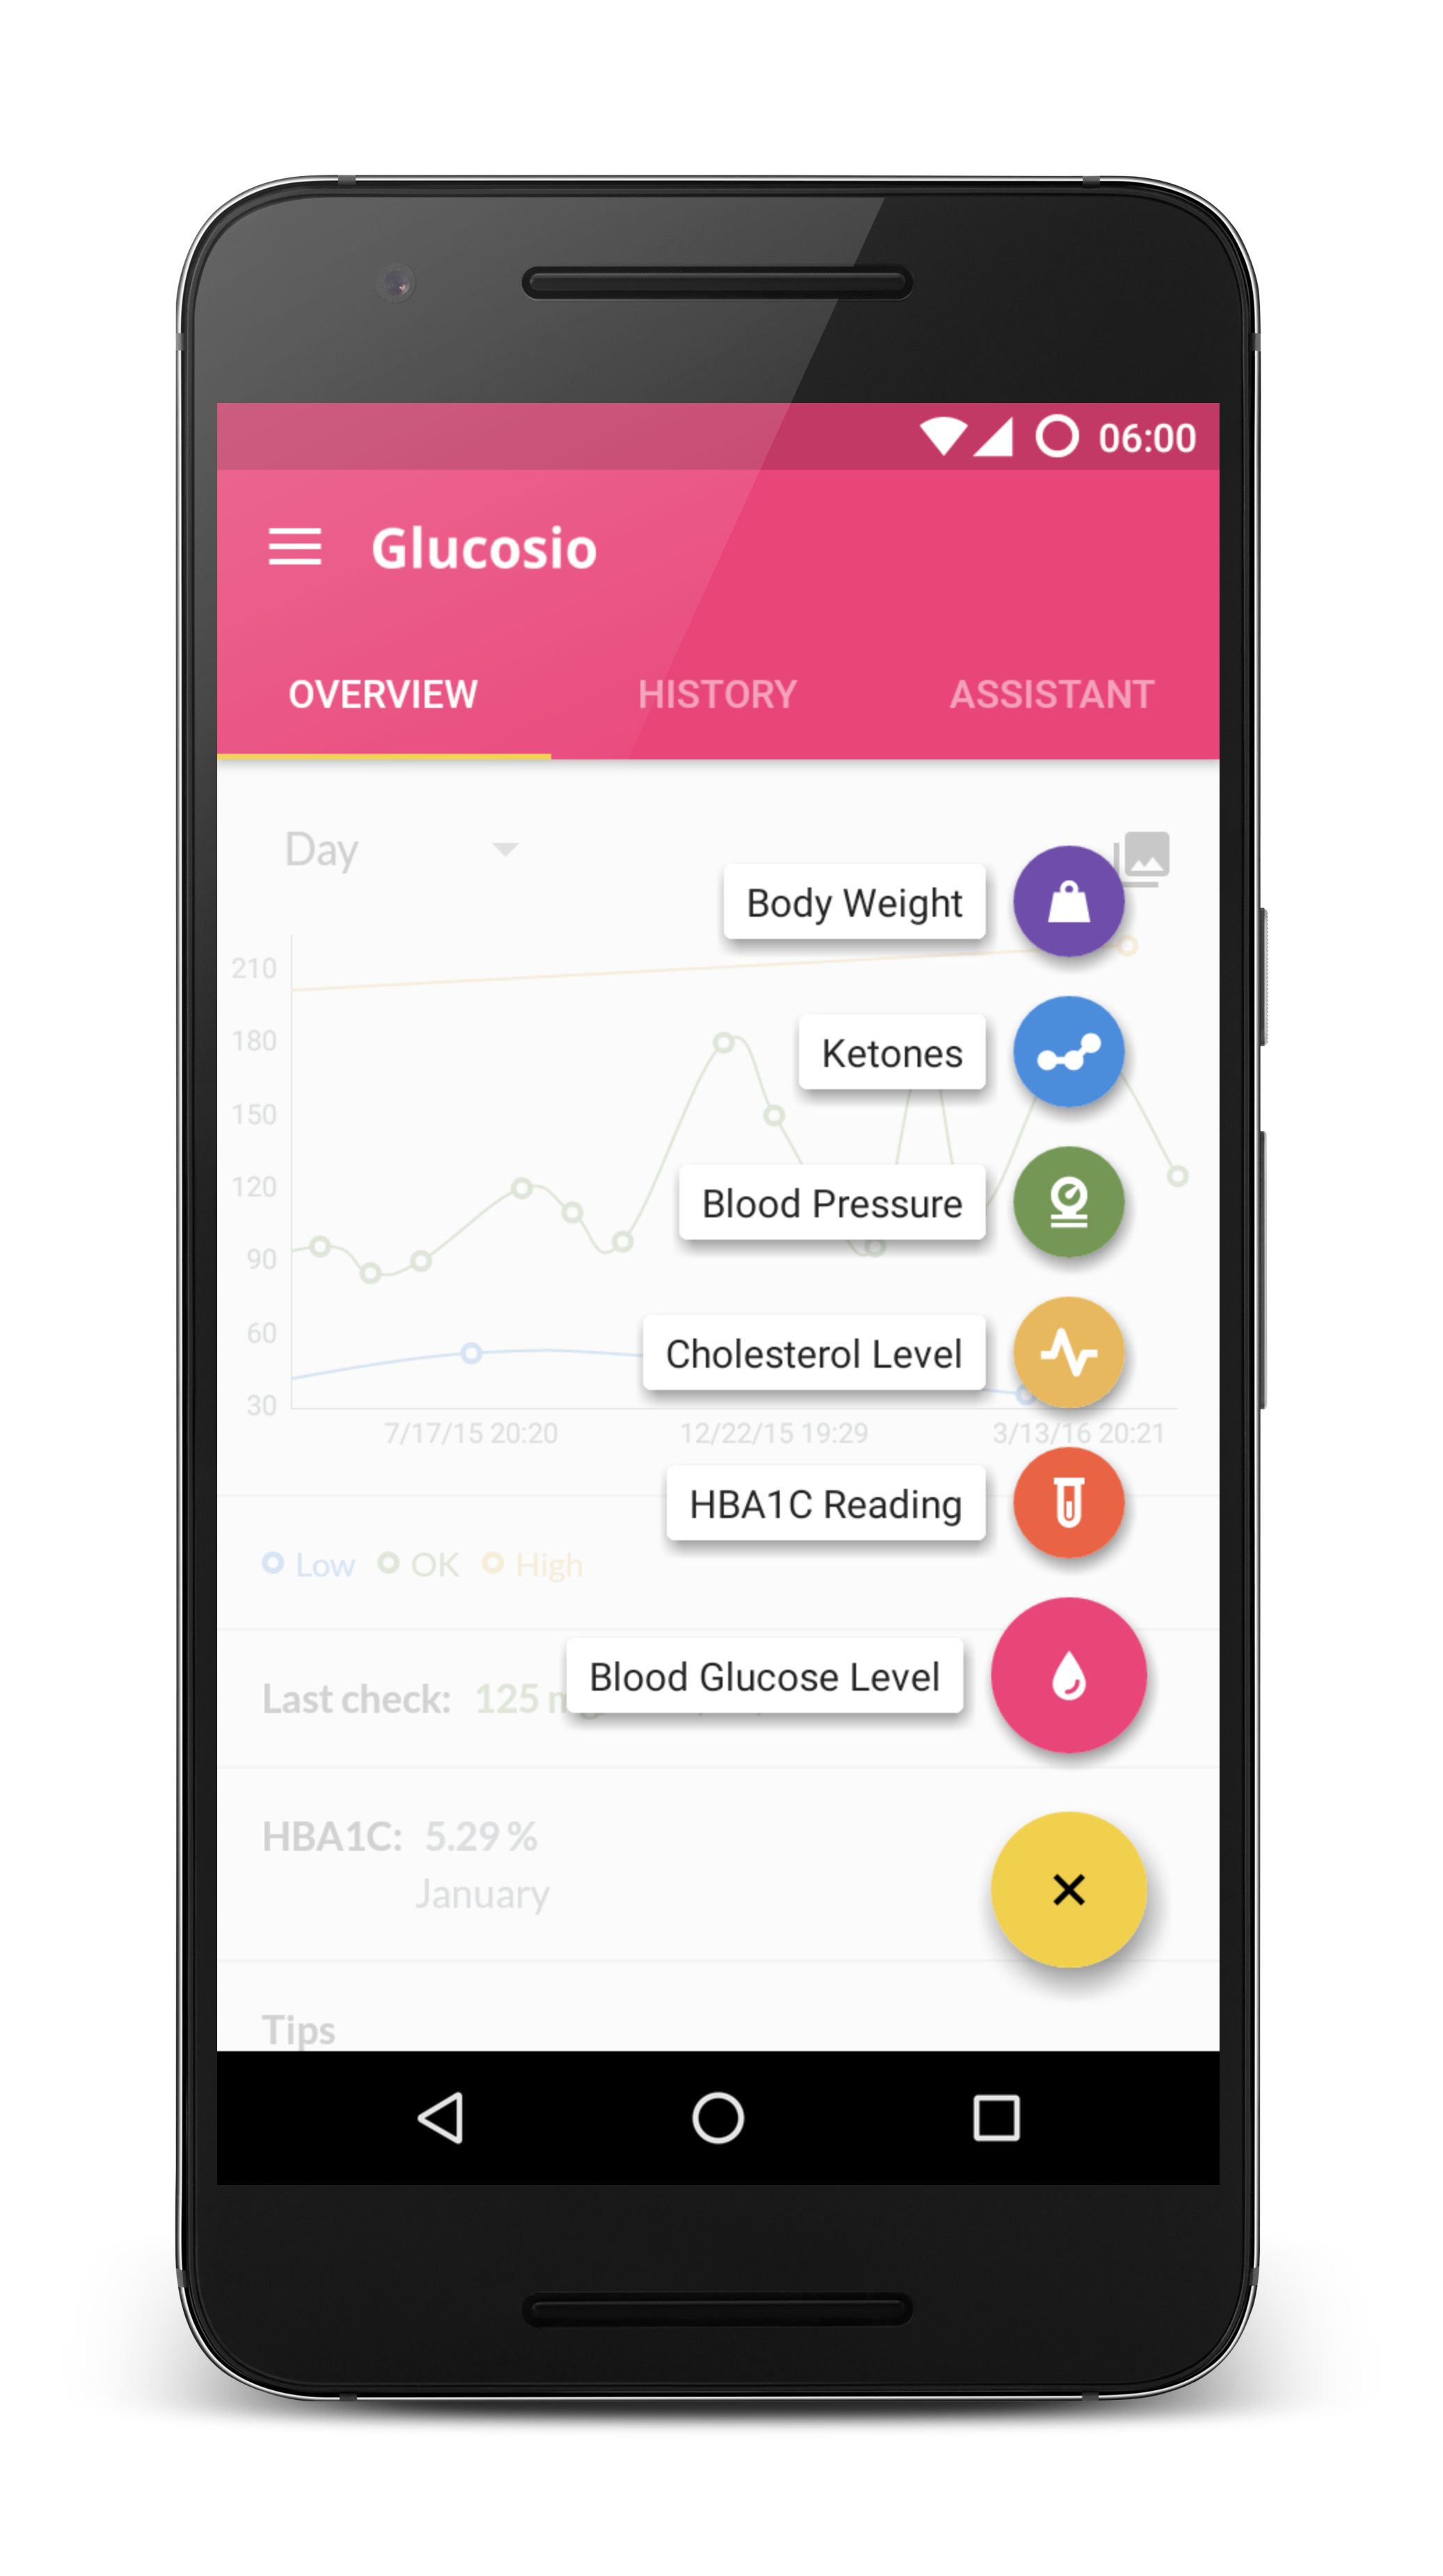 06:00
Glucosio
OVERVIEW HISTORY ASSISTANT
Day
Body Weight
210
180
Ketones
150
120
Blood Pressure
90
60
Cholesterol Level
30
7/17/15 20:20 12/22/15 19:29 3/13/16 20:21
HBA1C Reading
Low OK High
Last check: 125
Blood Glucose Level
HBA1C: 5.29 %
January
Tips